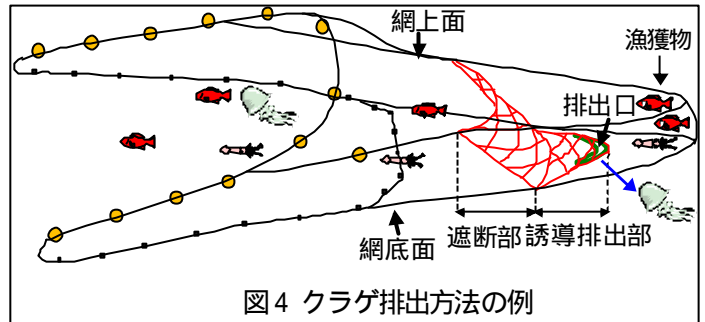 網上面
漁獲物
排出口
網底面
遮断部
誘導排出部
図4 クラゲ排出方法の例